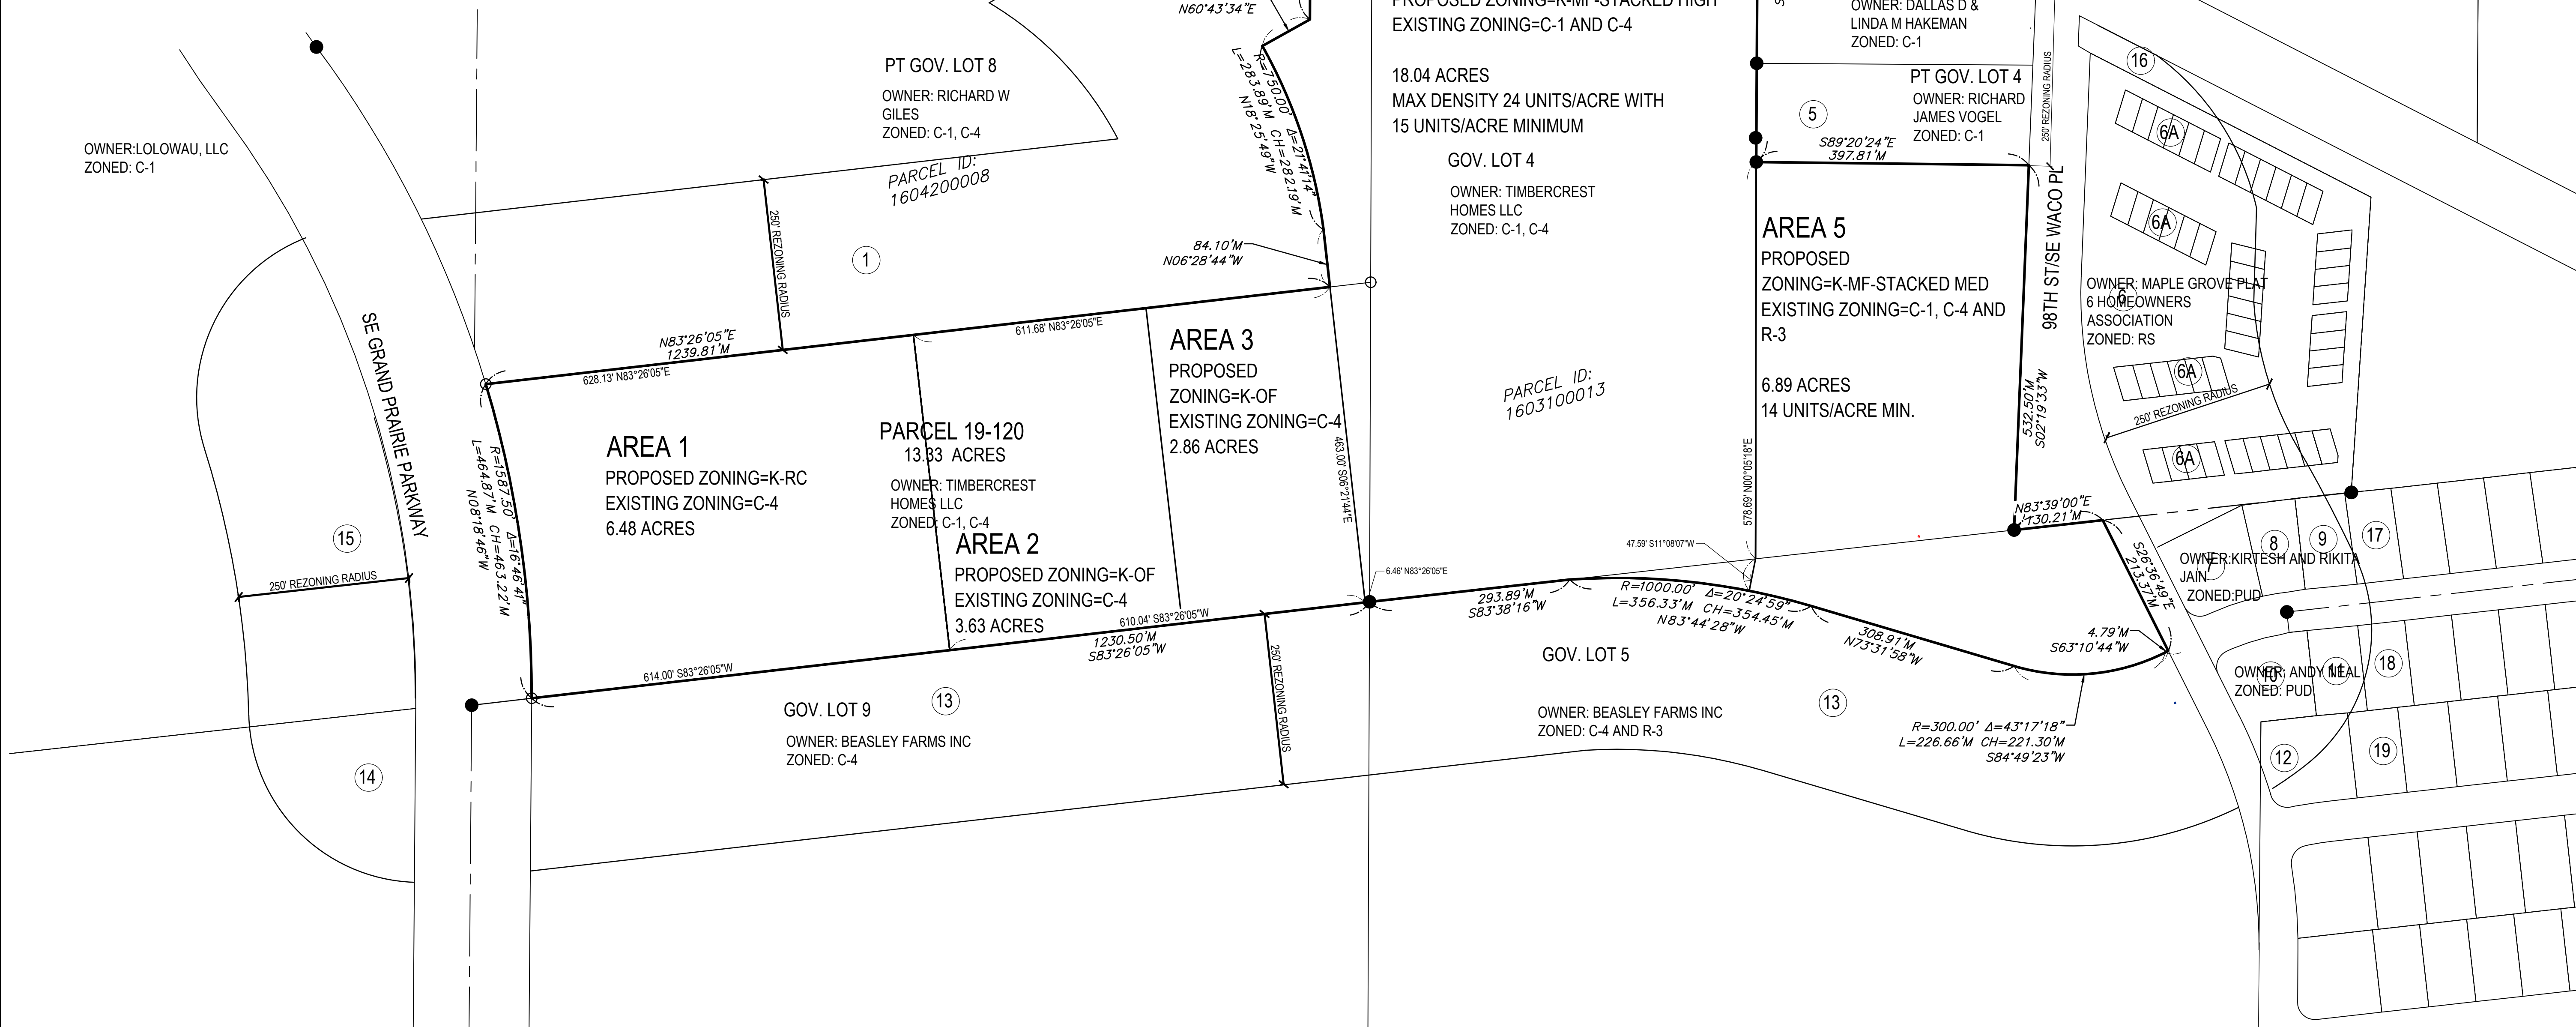 OWNER:LOLOWAU, LLC
ZONED: C-1
SE GRAND PRAIRIE PARKWAY
PT GOV. LOT 8
OWNER: RICHARD W
GILES
ZONED: C-1, C-4
PARCEL ID:
1604200008
250' REZONING RADIUS
1
N60°43'34"E
R=750.00' Δ=21°41'14"
L=283.89'M CH=282.19'M
N18°25'49"W
84.10'M
N06°28'44"W
N83°26'05"E
1239.81'M
628.13' N83°26'05"E
611.68' N83°26'05"E
R=1587.50' Δ=16°46'41"
L=464.87'M CH=463.22'M
N08°18'46"W
AREA 1
PROPOSED ZONING=K-RC
EXISTING ZONING=C-4
6.48 ACRES
PARCEL 19-120
13.33 ACRES
OWNER: TIMBERCREST
HOMES LLC
ZONED: C-1, C-4
AREA 2
PROPOSED ZONING=K-OF
EXISTING ZONING=C-4
3.63 ACRES
AREA 3
PROPOSED
ZONING=K-OF
EXISTING ZONING=C-4
2.86 ACRES
463.00' S06°21'44"E
614.00' S83°26'05"W
610.04' S83°26'05"W
1230.50'M
S83°26'05"W
15
250' REZONING RADIUS
14
GOV. LOT 9
13
OWNER: BEASLEY FARMS INC
ZONED: C-4
250' REZONING RADIUS
PROPOSED ZONING=K-MF-STACKED HIGH
EXISTING ZONING=C-1 AND C-4
18.04 ACRES
MAX DENSITY 24 UNITS/ACRE WITH
15 UNITS/ACRE MINIMUM
GOV. LOT 4
OWNER: TIMBERCREST
HOMES LLC
ZONED: C-1, C-4
PARCEL ID:
1603100013
578.69' N00°05'18"E
47.59' S11°08'07"W
6.46' N83°26'05"E
293.89'M
S83°38'16"W
R=1000.00' Δ=20°24'59"
L=356.33'M CH=354.45'M
N83°44'28"W
308.91'M
N73°31'58"W
GOV. LOT 5
OWNER: BEASLEY FARMS INC
ZONED: C-4 AND R-3
13
R=300.00' Δ=43°17'18"
L=226.66'M CH=221.30'M
S84°49'23"W
4.79'M
S63°10'44"W
OWNER: DALLAS D &
LINDA M HAKEMAN
ZONED: C-1
PT GOV. LOT 4
OWNER: RICHARD
JAMES VOGEL
ZONED: C-1
5
S89°20'24"E
397.81'M
250' REZONING RADIUS
AREA 5
PROPOSED
ZONING=K-MF-STACKED MED
EXISTING ZONING=C-1, C-4 AND
R-3
6.89 ACRES
14 UNITS/ACRE MIN.
98TH ST/SE WACO PL
532.50'M
S02°19'33"W
N83°39'00"E
130.21'M
S26°36'49"E
213.37'M
16
6A
6A
OWNER: MAPLE GROVE PLAT
6 HOMEOWNERS
ASSOCIATION
ZONED: RS
6
6A
250' REZONING RADIUS
6A
8
9
17
7
OWNER:KIRTESH AND RIKITA
JAIN
ZONED:PUD
10
11
18
OWNER: ANDY NEAL
ZONED: PUD
12
19